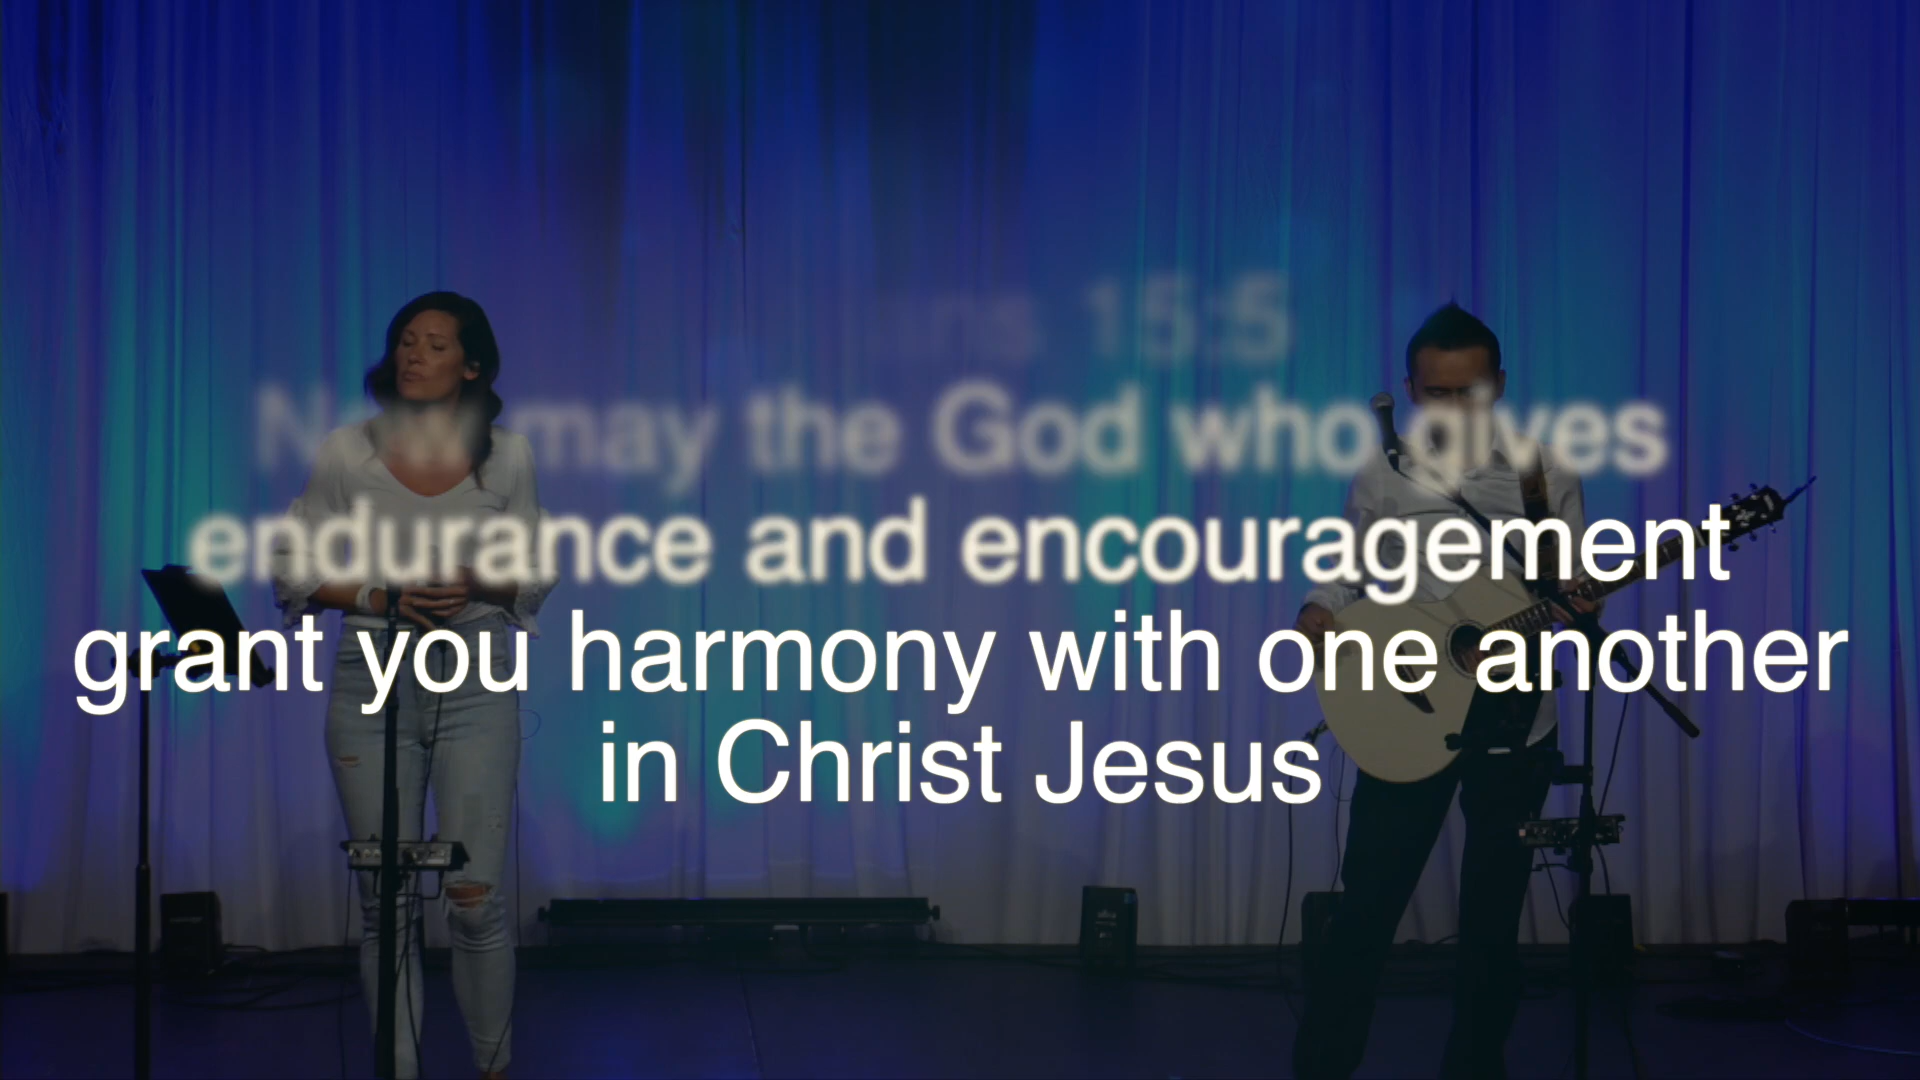 15:5
Now may the God who gives
endurance and encouragement
grant you harmony with one another
in Christ Jesus